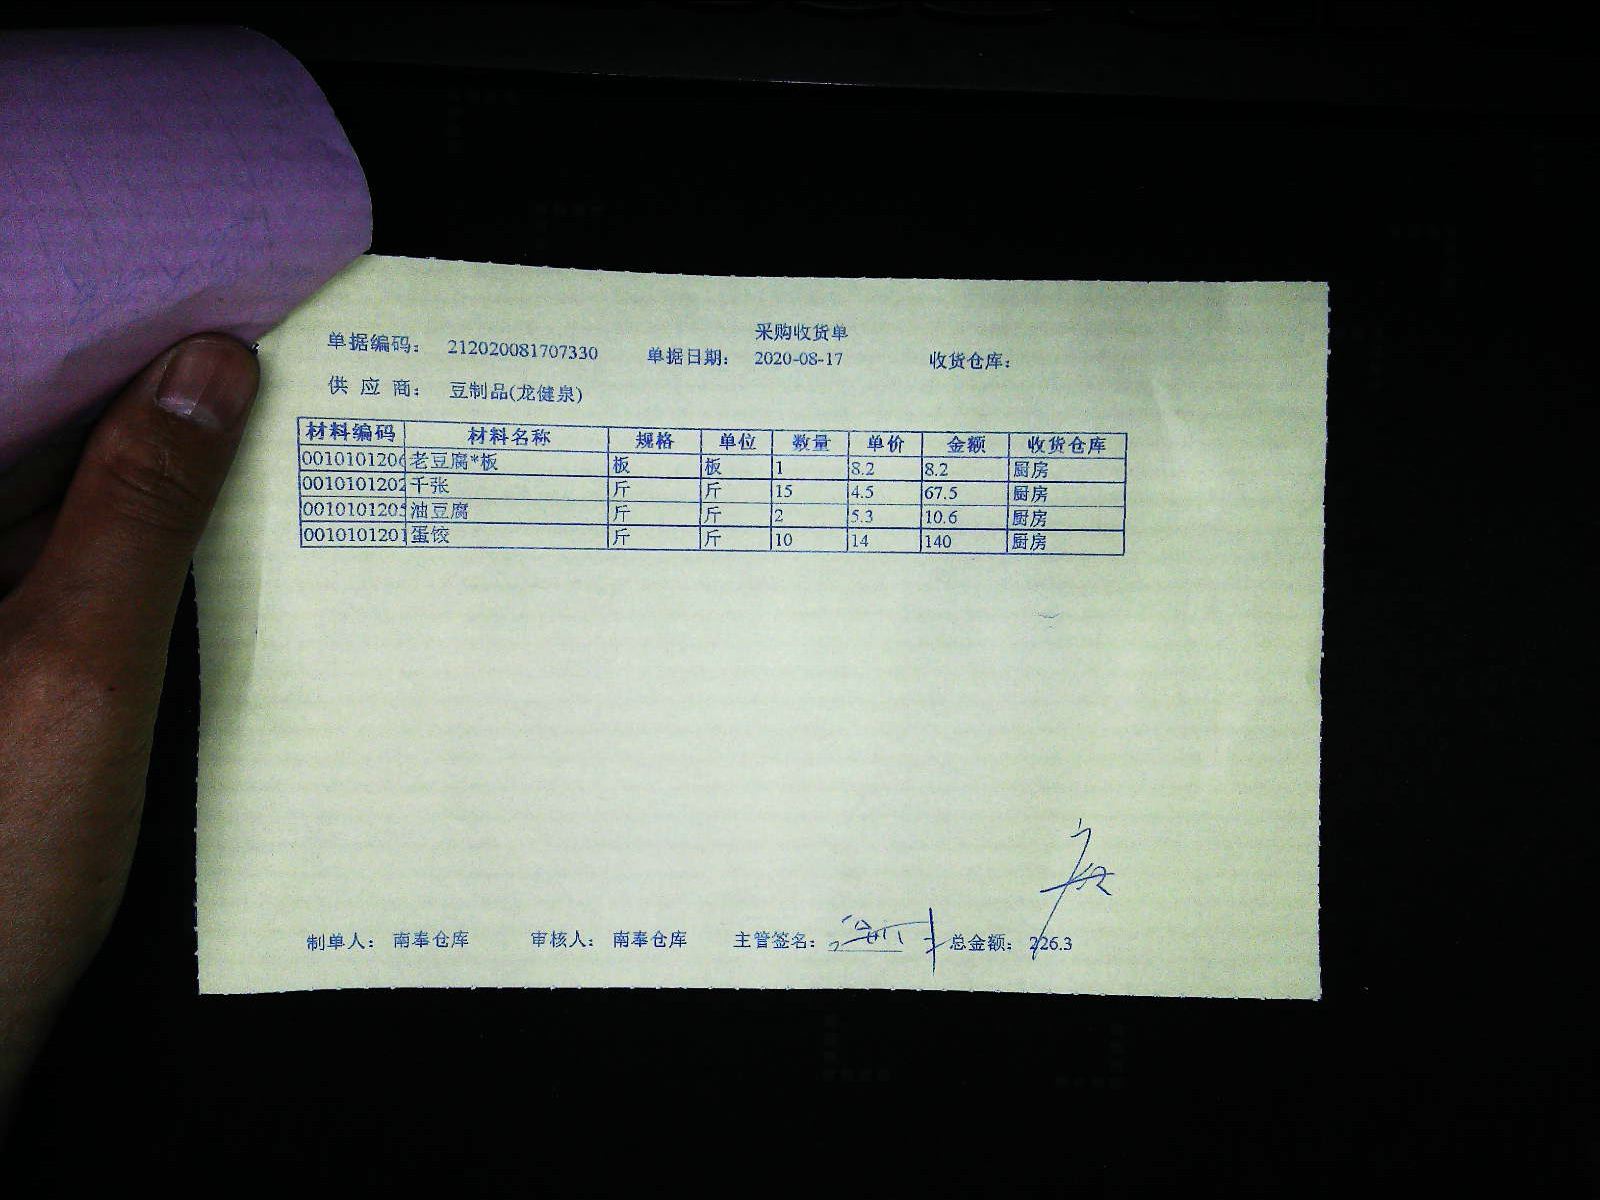 采购收货单
单据编码: 212020081707330 单据日期: 2020-08-17 收货仓库:
供 应 商: 豆制品(龙健泉)
材料编码 材料名称 规格 单位 数量 单价 金额 收货仓库
0010101206 老豆腐*板 板 板 1 8.2 8.2 厨房
0010101202 千张 斤 斤 15 4.5 67.5 厨房
0010101205 油豆腐 斤 斤 2 5.3 10.6 厨房
0010101201 蛋饺 斤 斤 10 14 140 厨房
制单人: 南奉仓库 审核人: 南奉仓库 主管签名: 总金额: 226.3